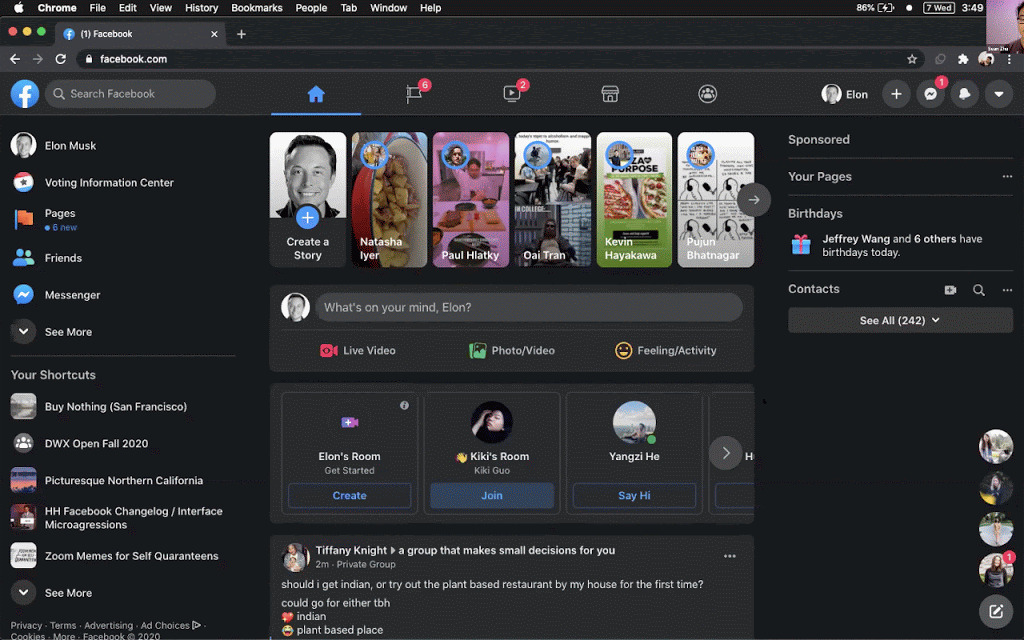 Chrome File Edit View History Bookmarks People Tab Window Help
86% 7 Wed 3:49
(1) Facebook
facebook.com
Search Facebook
6
2
Elon
1
Elon Musk
Voting Information Center
Pages
6 new
Friends
Messenger
See More
Your Shortcuts
Buy Nothing (San Francisco)
DWX Open Fall 2020
Picturesque Northern California
HH Facebook Changelog / Interface
Microagressions
Zoom Memes for Self Quaranteens
See More
Privacy · Terms · Advertising · Ad Choices
Cookies · More · Facebook © 2020
Create a
Story
Natasha
Iyer
Paul Hlatky
IN COLLEGE
Oai Tran
PURPOSE
Kevin
Hayakawa
Pujun
Bhatnagar
What's on your mind, Elon?
Live Video
Photo/Video
Feeling/Activity
Elon's Room
Get Started
Create
👋 Kiki's Room
Kiki Guo
Join
Yangzi He
Say Hi
Tiffany Knight ▸ a group that makes small decisions for you
2m · Private Group
should i get indian, or try out the plant based restaurant by my house for the first time?
could go for either tbh
❤️ indian
😂 plant based place
Sponsored
Your Pages
Birthdays
Jeffrey Wang and 6 others have
birthdays today.
Contacts
See All (242)
1